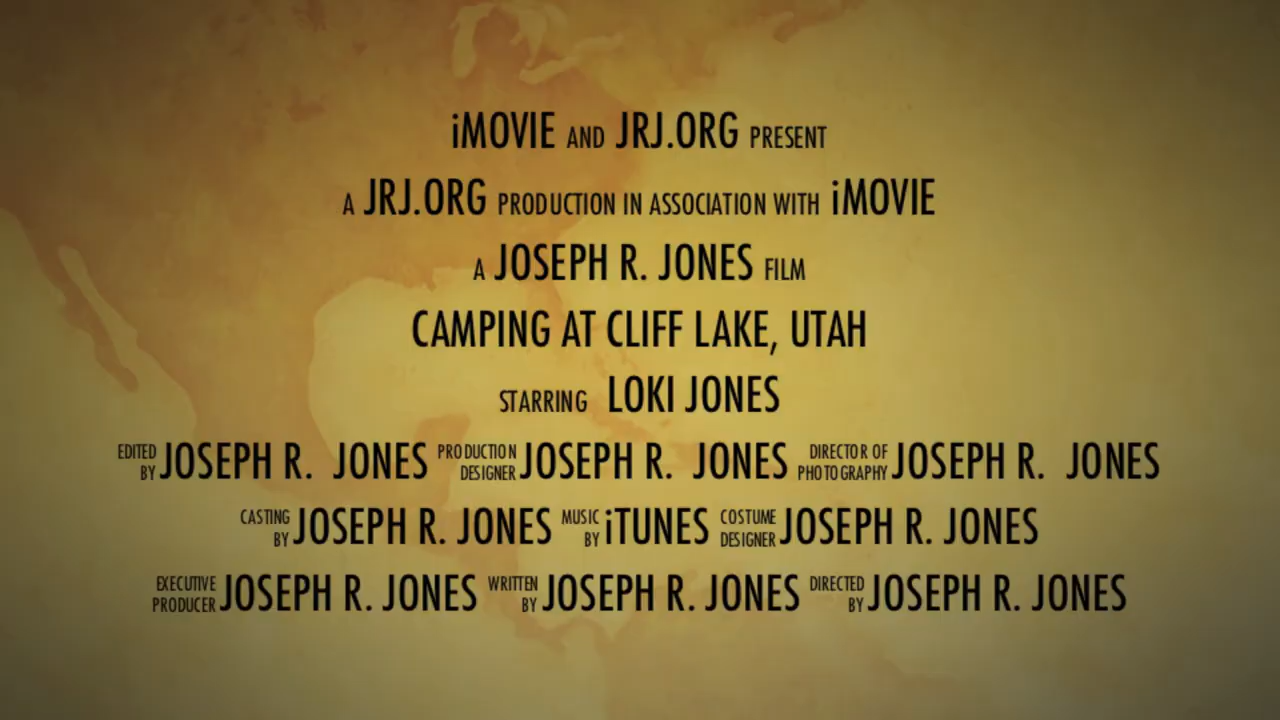 iMOVIE AND JRJ.ORG PRESENT
A JRJ.ORG PRODUCTION IN ASSOCIATION WITH iMOVIE
A JOSEPH R. JONES FILM
CAMPING AT CLIFF LAKE, UTAH
STARRING LOKI JONES
EDITED BY JOSEPH R. JONES PRODUCTION DESIGNER JOSEPH R. JONES DIRECTOR OF PHOTOGRAPHY JOSEPH R. JONES
CASTING BY JOSEPH R. JONES MUSIC BY iTUNES COSTUME DESIGNER JOSEPH R. JONES
EXECUTIVE PRODUCER JOSEPH R. JONES WRITTEN BY JOSEPH R. JONES DIRECTED BY JOSEPH R. JONES